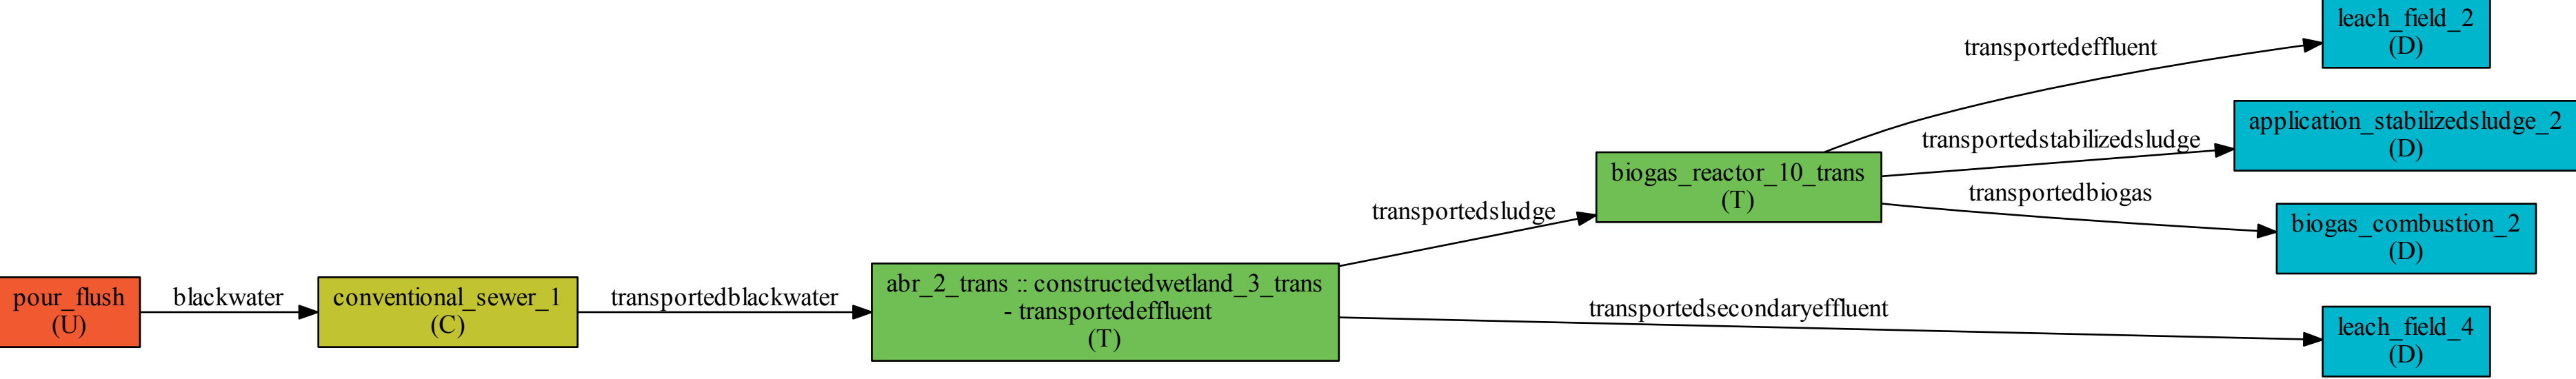 pour_flush
(U)
blackwater
conventional_sewer_1
(C)
transportedblackwater
abr_2_trans :: constructedwetland_3_trans
- transportedeffluent
(T)
transportedsludge
biogas_reactor_10_trans
(T)
transportedeffluent
leach_field_2
(D)
transportedstabilizedsludge
application_stabilizedsludge_2
(D)
transportedbiogas
biogas_combustion_2
(D)
transportedsecondaryeffluent
leach_field_4
(D)